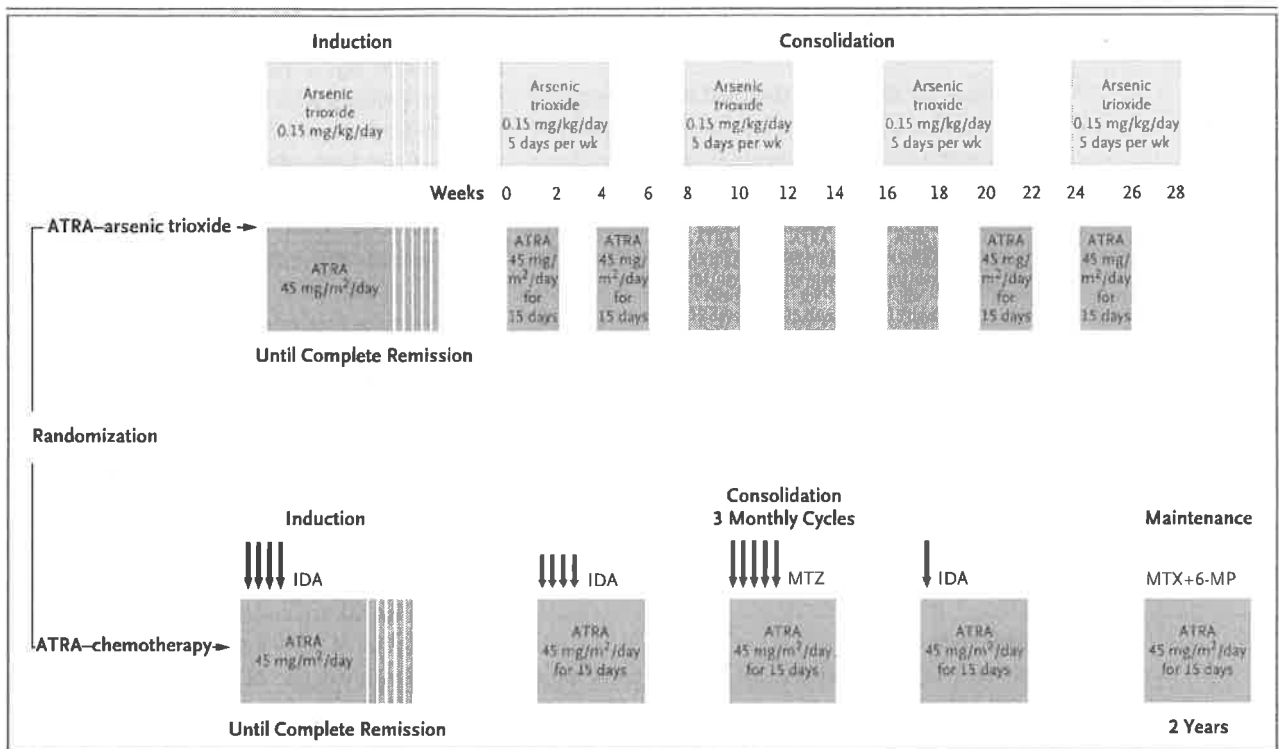 Induction
Consolidation
Arsenic
trioxide
0.15 mg/kg/day
Arsenic
trioxide
0.15 mg/kg/day
5 days per wk
Arsenic
trioxide
0.15 mg/kg/day
5 days per wk
Arsenic
trioxide
0.15 mg/kg/day
5 days per wk
Arsenic
trioxide
0.15 mg/kg/day
5 days per wk
Weeks 0 2 4 6 8 10 12 14 16 18 20 22 24 26 28
ATRA–arsenic trioxide
ATRA
45 mg/m²/day
ATRA
45 mg/
m²/day
for
15 days
ATRA
45 mg/
m²/day
for
15 days
ATRA
45 mg/
m²/day
for
15 days
ATRA
45 mg/
m²/day
for
15 days
Until Complete Remission
Randomization
Induction
Consolidation
3 Monthly Cycles
Maintenance
IDA
IDA
MTZ
IDA
MTX+6-MP
ATRA–chemotherapy
ATRA
45 mg/m²/day
ATRA
45 mg/m²/day
for 15 days
ATRA
45 mg/m²/day
for 15 days
ATRA
45 mg/m²/day
for 15 days
ATRA
45 mg/m²/day
for 15 days
Until Complete Remission
2 Years